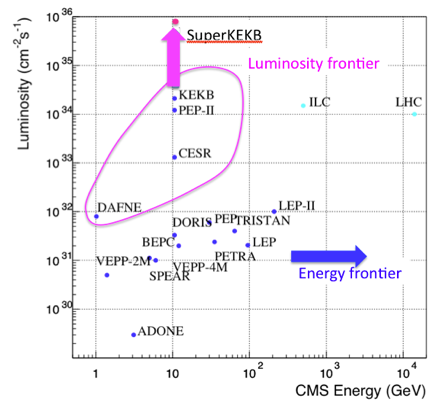 10³⁶
SuperKEKB
Luminosity (cm⁻²s⁻¹)
Luminosity frontier
10³⁵
KEKB
PEP-II
ILC
LHC
10³⁴
CESR
10³³
DAFNE
LEP-II
10³²
DORIS
PEP
TRISTAN
BEPC
LEP
10³¹
VEPP-2M
PETRA
VEPP-4M
SPEAR
Energy frontier
10³⁰
ADONE
1
10
10²
10³
10⁴
CMS Energy (GeV)